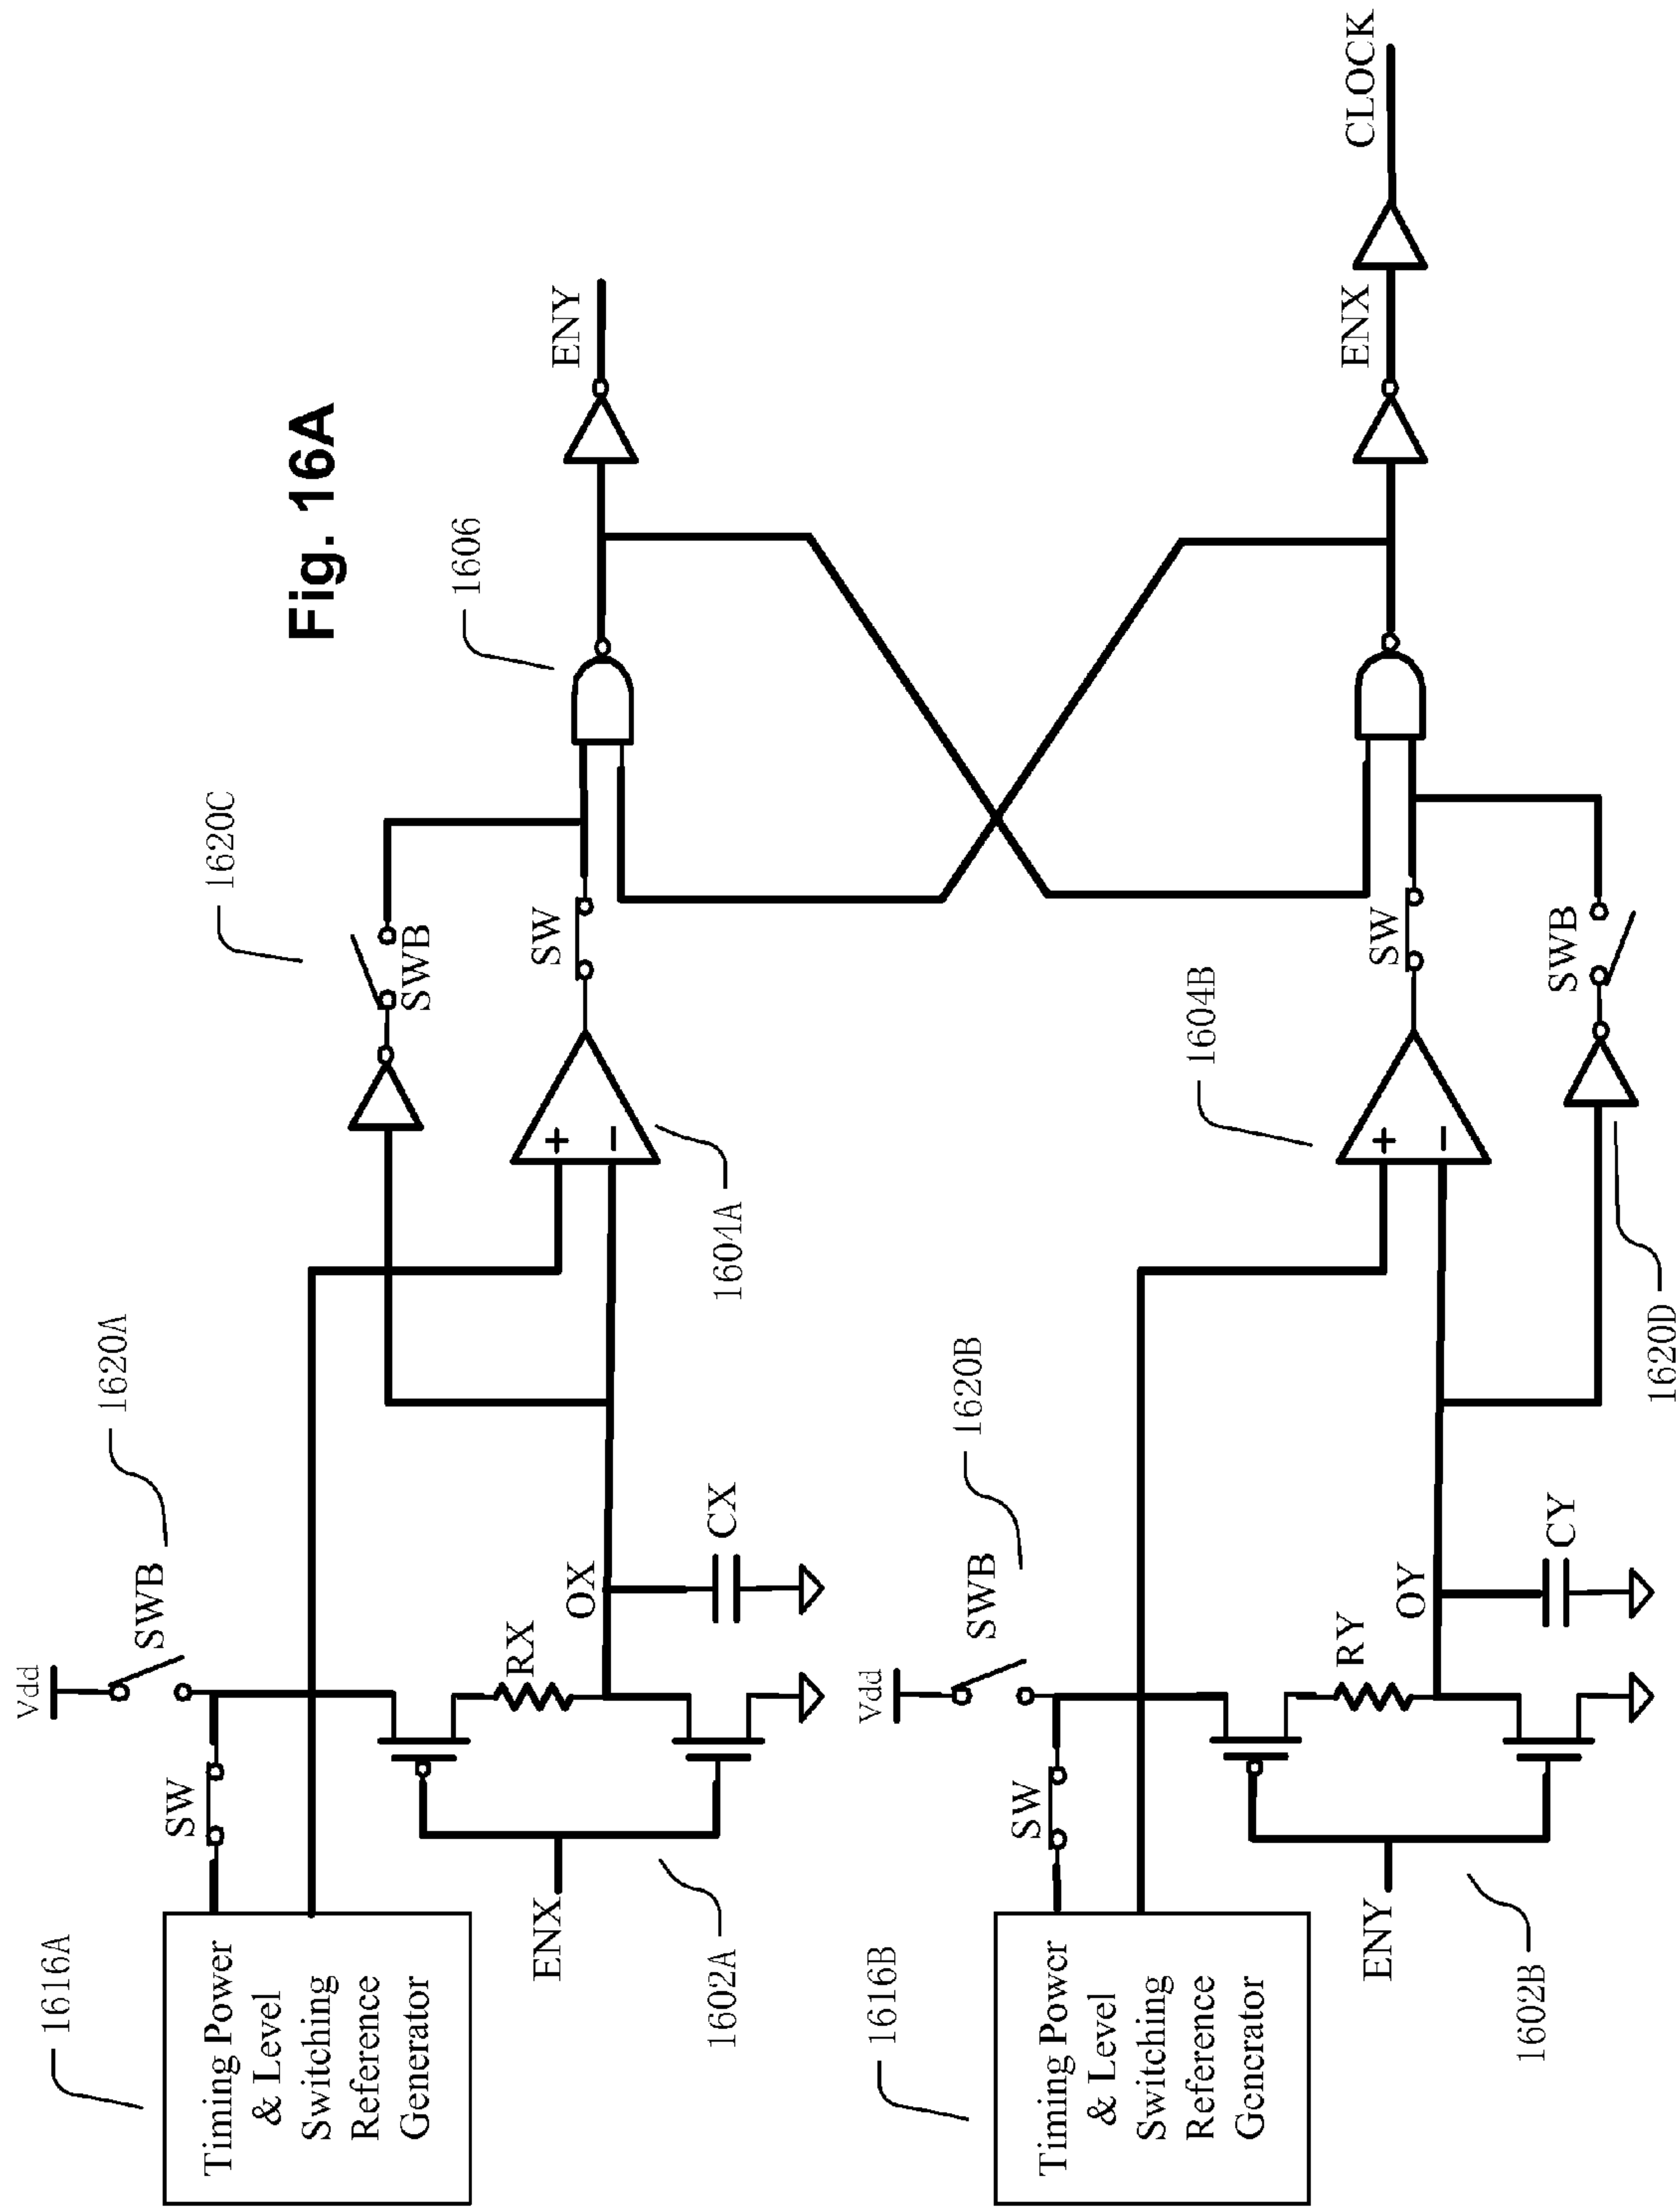 Fig. 16A
1616A
Timing Power
& Level
Switching
Reference
Generator
SW
Vdd
SWB
1620A
ENX
1602A
RX
OX
CX
1604A
+
−
1620C
SWB
SW
1606
ENY
1616B
Timing Power
& Level
Switching
Reference
Generator
SW
Vdd
SWB
1620B
ENY
1602B
RY
OY
CY
1604B
+
−
SW
SWB
1620D
ENX
CLOCK